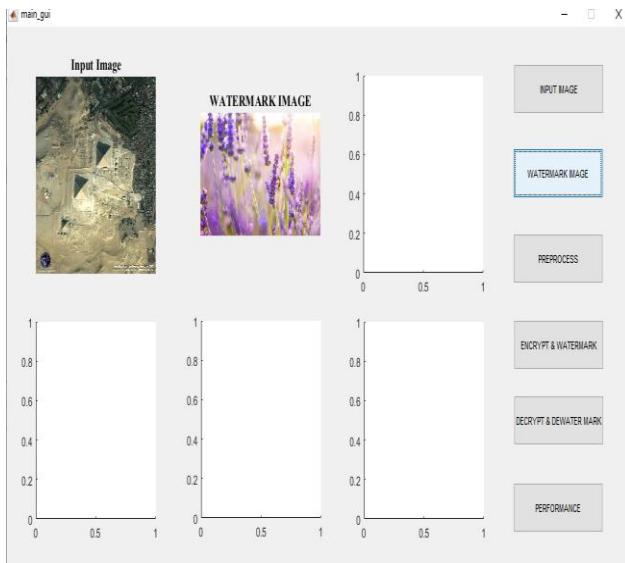 main_gui
Input Image
WATERMARK IMAGE
1
0.8
0.6
0.4
0.2
0
0 0.5 1
INPUT IMAGE
WATERMARK IMAGE
PREPROCESS
ENCRYPT & WATERMARK
DECRYPT & DEWATER MARK
PERFORMANCE
1
0.8
0.6
0.4
0.2
0
0 0.5 1
1
0.8
0.6
0.4
0.2
0
0 0.5 1
1
0.8
0.6
0.4
0.2
0
0 0.5 1